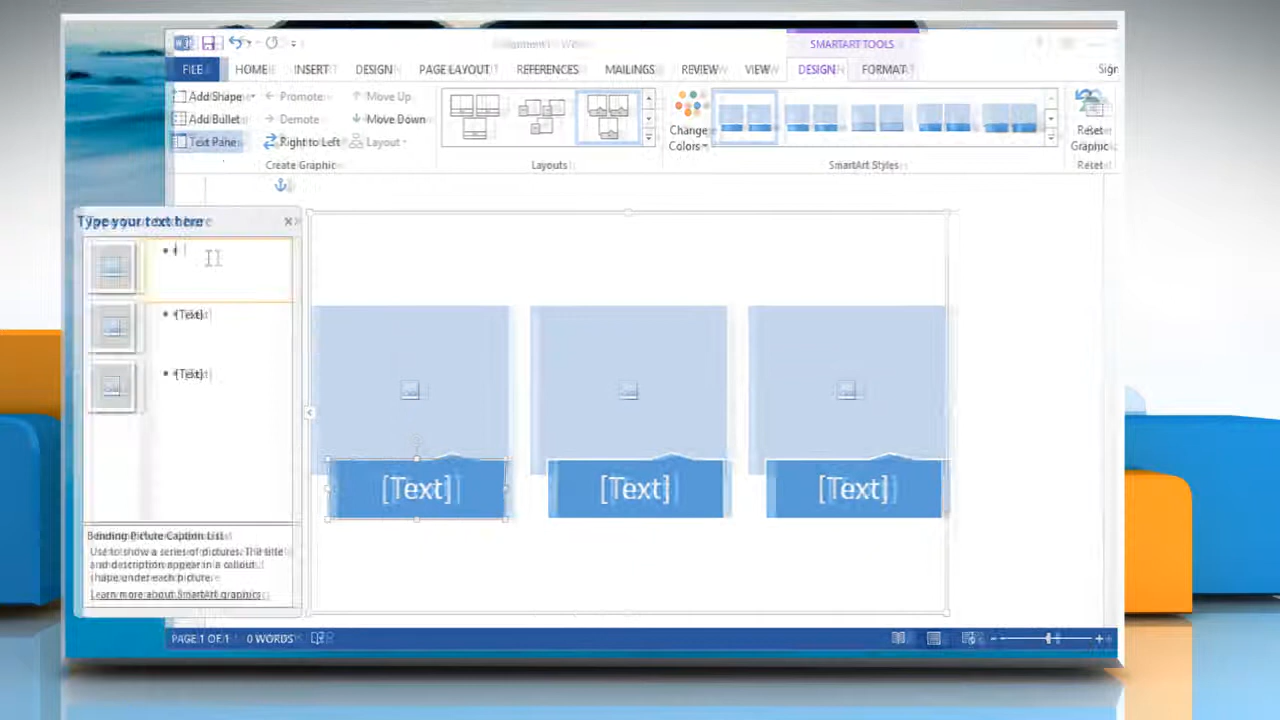 SMARTART TOOLS
FILE HOME INSERT DESIGN PAGE LAYOUT REFERENCES MAILINGS REVIEW VIEW DESIGN FORMAT Sign
Add Shape Promote Move Up
Add Bullet Demote Move Down
Text Pane Right to Left Layout
Create Graphic
Layouts
Change
Colors
SmartArt Styles
Reset
Graphic
Reset
Type your text here
[Text]
[Text]
[Text] [Text] [Text]
Bending Picture Caption List
Use to show a series of pictures. The title
and description appear in a callout
shape under each picture.
Learn more about SmartArt graphics
PAGE 1 OF 1 0 WORDS